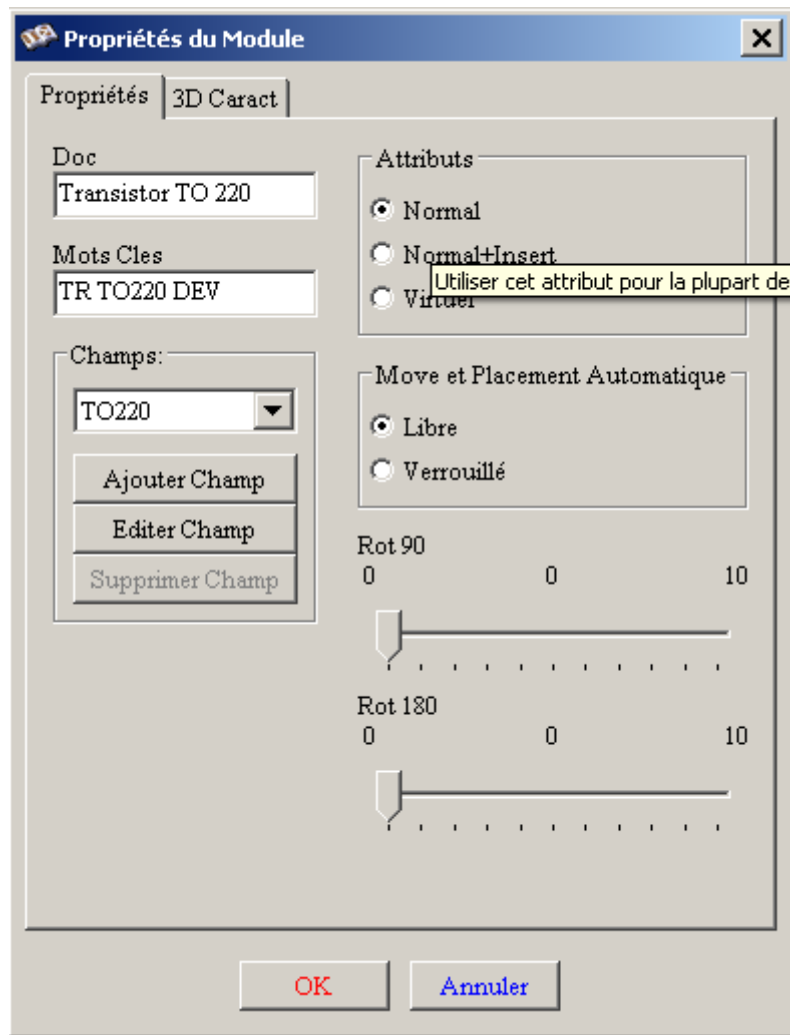 Propriétés du Module
Propriétés
3D Caract
Doc
Transistor TO 220
Mots Cles
TR TO220 DEV
Champs:
TO220
Ajouter Champ
Editer Champ
Supprimer Champ
Attributs
Normal
Normal+Insert
Utiliser cet attribut pour la plupart de
Virtuel
Move et Placement Automatique
Libre
Verrouillé
Rot 90
0 0 10
Rot 180
0 0 10
OK
Annuler